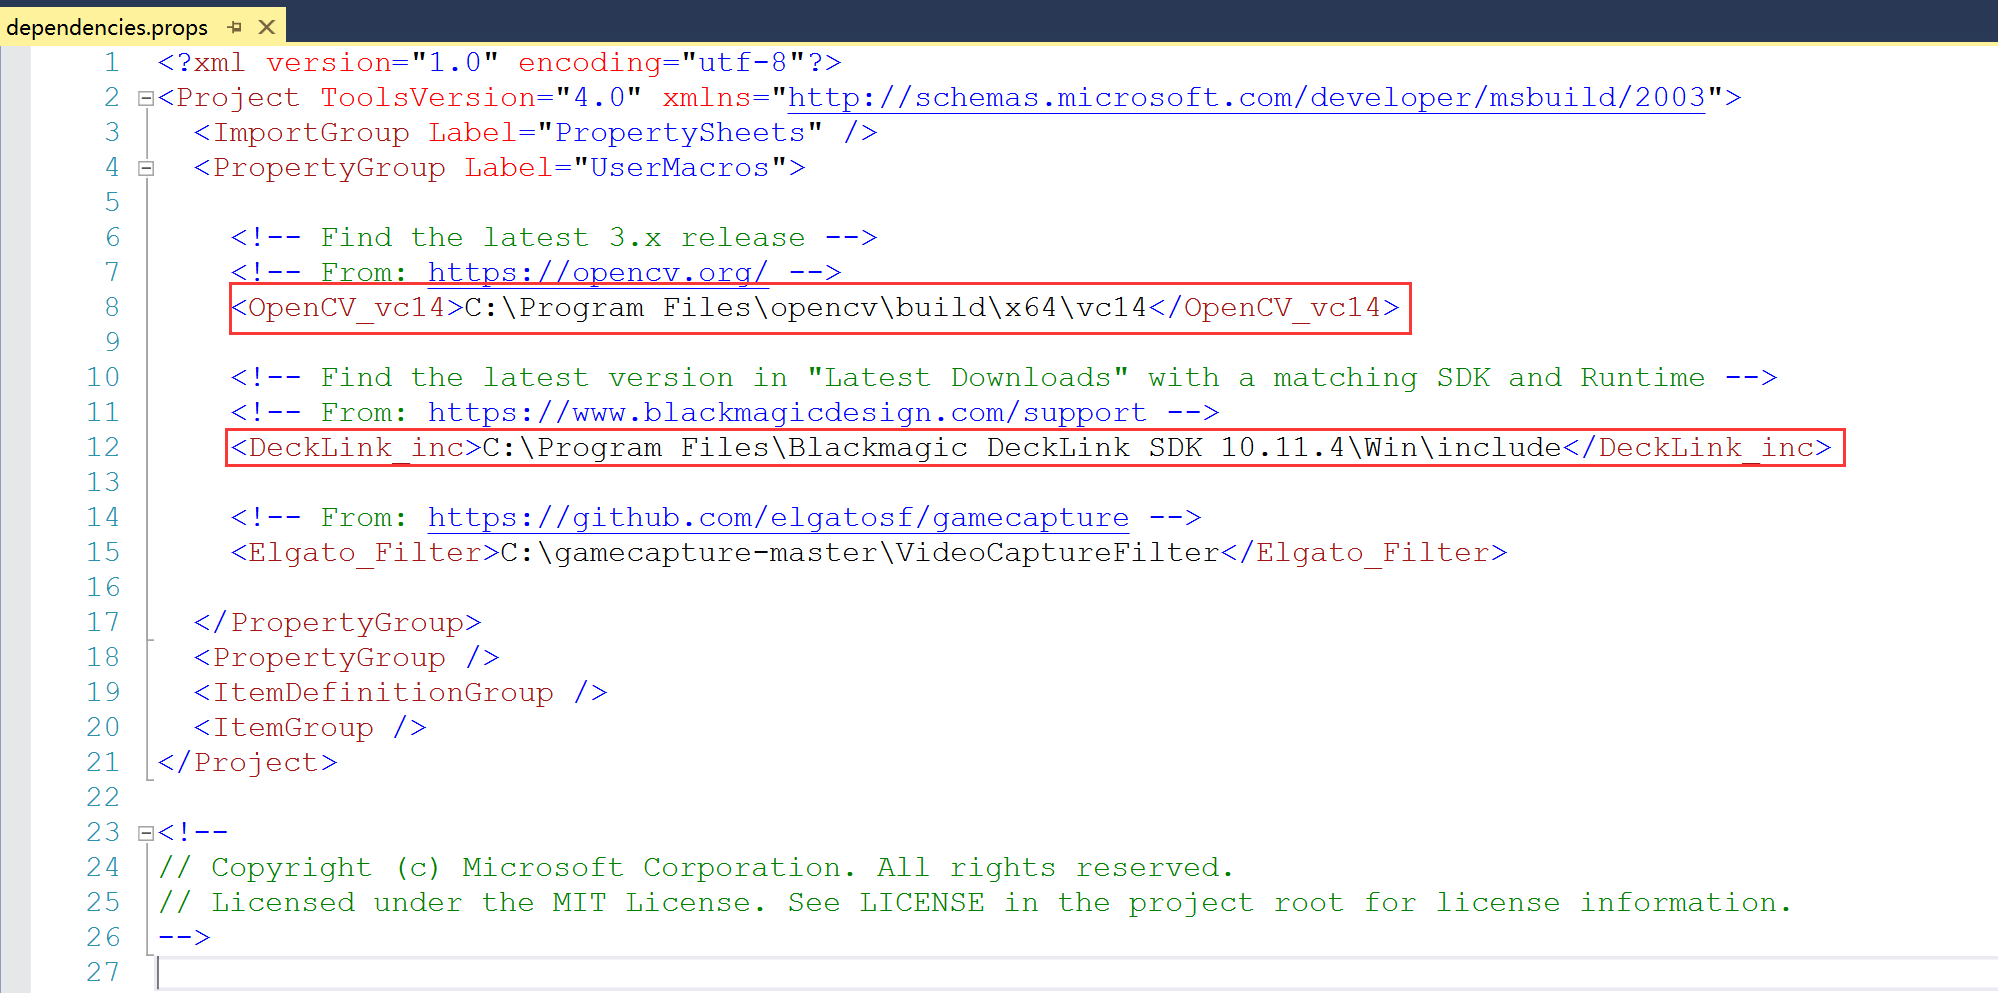 dependencies.props
1 <?xml version="1.0" encoding="utf-8"?>
2 <Project ToolsVersion="4.0" xmlns="http://schemas.microsoft.com/developer/msbuild/2003">
3 <ImportGroup Label="PropertySheets" />
4 <PropertyGroup Label="UserMacros">
5
6 <!-- Find the latest 3.x release -->
7 <!-- From: https://opencv.org/ -->
8 <OpenCV_vc14>C:\Program Files\opencv\build\x64\vc14</OpenCV_vc14>
9
10 <!-- Find the latest version in "Latest Downloads" with a matching SDK and Runtime -->
11 <!-- From: https://www.blackmagicdesign.com/support -->
12 <DeckLink_inc>C:\Program Files\Blackmagic DeckLink SDK 10.11.4\Win\include</DeckLink_inc>
13
14 <!-- From: https://github.com/elgatosf/gamecapture -->
15 <Elgato_Filter>C:\gamecapture-master\VideoCaptureFilter</Elgato_Filter>
16
17 </PropertyGroup>
18 <PropertyGroup />
19 <ItemDefinitionGroup />
20 <ItemGroup />
21 </Project>
22
23 <!--
24 // Copyright (c) Microsoft Corporation. All rights reserved.
25 // Licensed under the MIT License. See LICENSE in the project root for license information.
26 -->
27